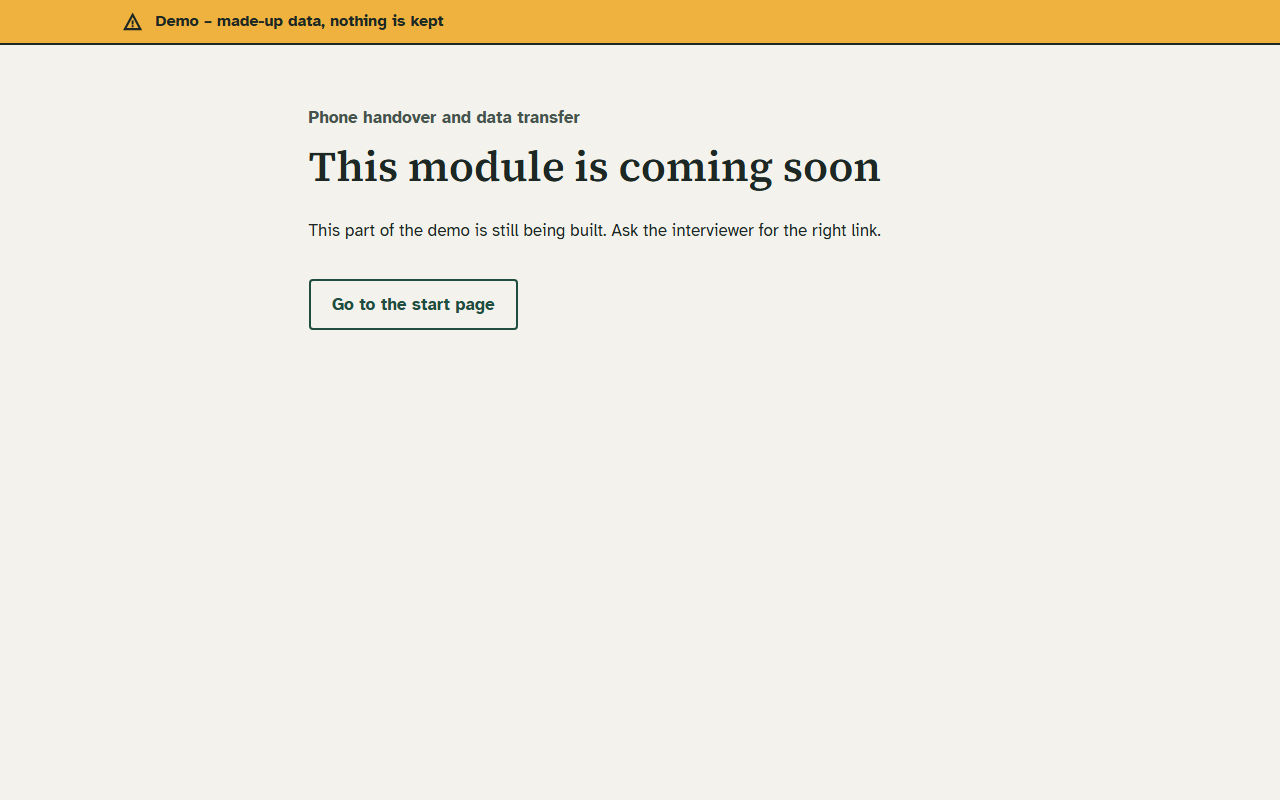 Demo – made-up data, nothing is kept
Phone handover and data transfer
This module is coming soon
This part of the demo is still being built. Ask the interviewer for the right link.
Go to the start page